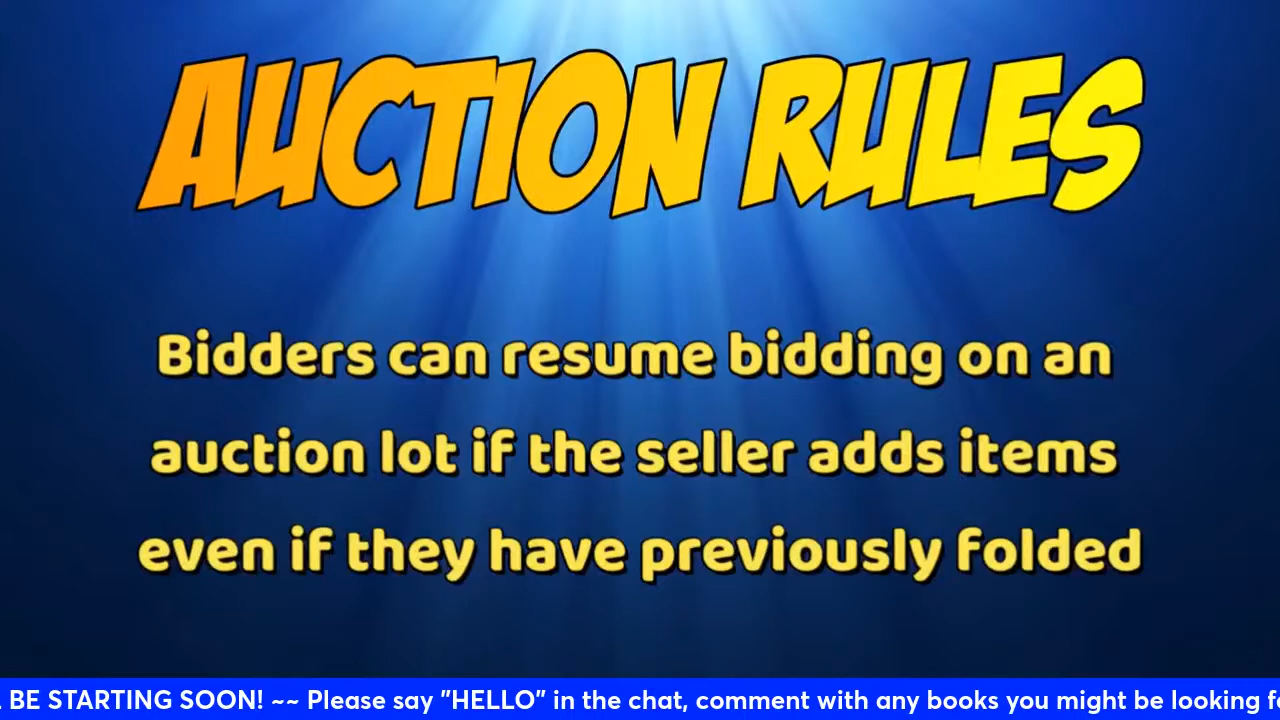 AUCTION RULES
Bidders can resume bidding on an
auction lot if the seller adds items
even if they have previously folded
BE STARTING SOON! ~~ Please say "HELLO" in the chat, comment with any books you might be looking